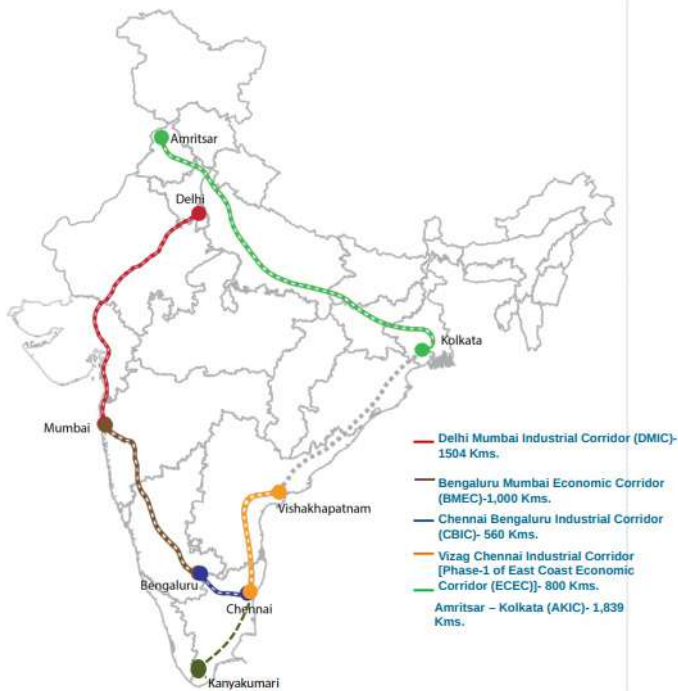 Amritsar
Delhi
Kolkata
Mumbai
Delhi Mumbai Industrial Corridor (DMIC)-
1504 Kms.
Bengaluru Mumbai Economic Corridor
(BMEC)-1,000 Kms.
Vishakhapatnam
Chennai Bengaluru Industrial Corridor
(CBIC)- 560 Kms.
Vizag Chennai Industrial Corridor
[Phase-1 of East Coast Economic
Corridor (ECEC)]- 800 Kms.
Bengaluru
Chennai
Amritsar – Kolkata (AKIC)- 1,839
Kms.
Kanyakumari